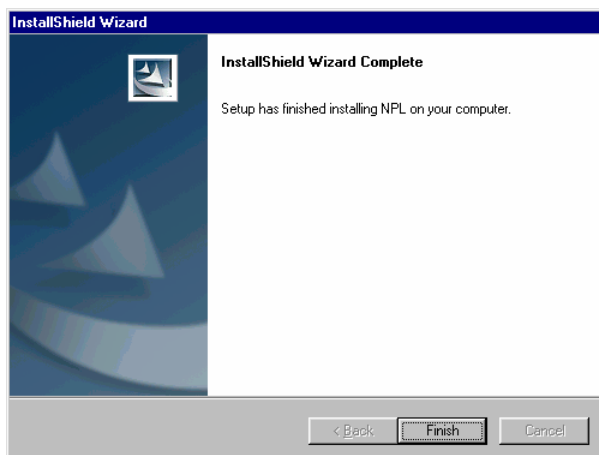 InstallShield Wizard
InstallShield Wizard Complete
Setup has finished installing NPL on your computer.
< Back
Finish
Cancel